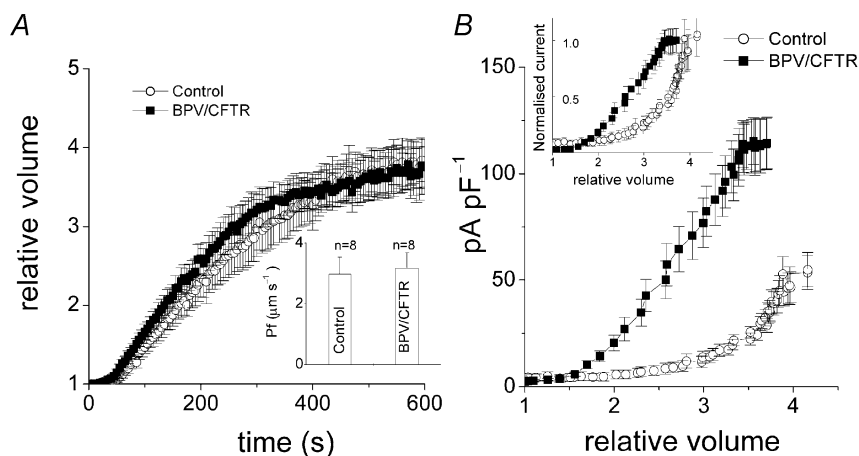 A
5
4
3
2
1
relative volume
0
200
400
600
time (s)
Control
BPV/CFTR
4
2
0
Pf (μm s⁻¹)
n=8
n=8
Control
BPV/CFTR
B
150
100
50
0
pA pF⁻¹
1
2
3
4
relative volume
Control
BPV/CFTR
Normalised current
1.0
0.5
1
2
3
4
relative volume